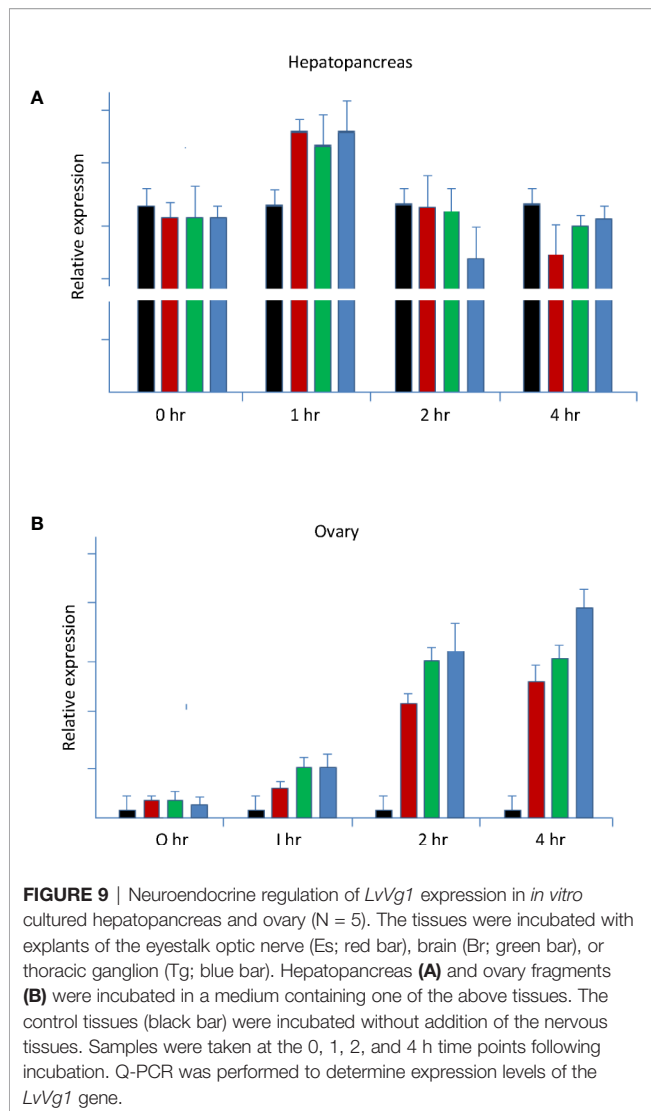 Hepatopancreas
A
Relative expression
0 hr 1 hr 2 hr 4 hr
B
Ovary
Relative expression
O hr I hr 2 hr 4 hr
FIGURE 9 | Neuroendocrine regulation of LvVg1 expression in in vitro
cultured hepatopancreas and ovary (N = 5). The tissues were incubated with
explants of the eyestalk optic nerve (Es; red bar), brain (Br; green bar), or
thoracic ganglion (Tg; blue bar). Hepatopancreas (A) and ovary fragments
(B) were incubated in a medium containing one of the above tissues. The
control tissues (black bar) were incubated without addition of the nervous
tissues. Samples were taken at the 0, 1, 2, and 4 h time points following
incubation. Q-PCR was performed to determine expression levels of the
LvVg1 gene.